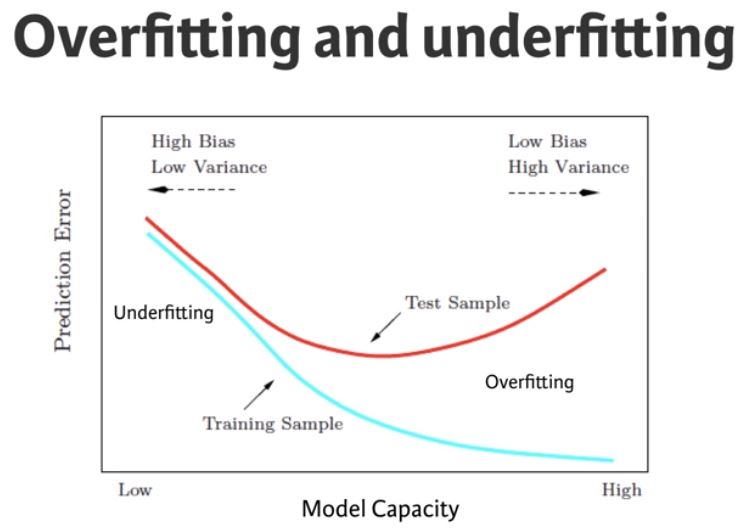 Overfitting and underfitting
High Bias
Low Variance
Low Bias
High Variance
Prediction Error
Underfitting
Test Sample
Overfitting
Training Sample
Low
High
Model Capacity